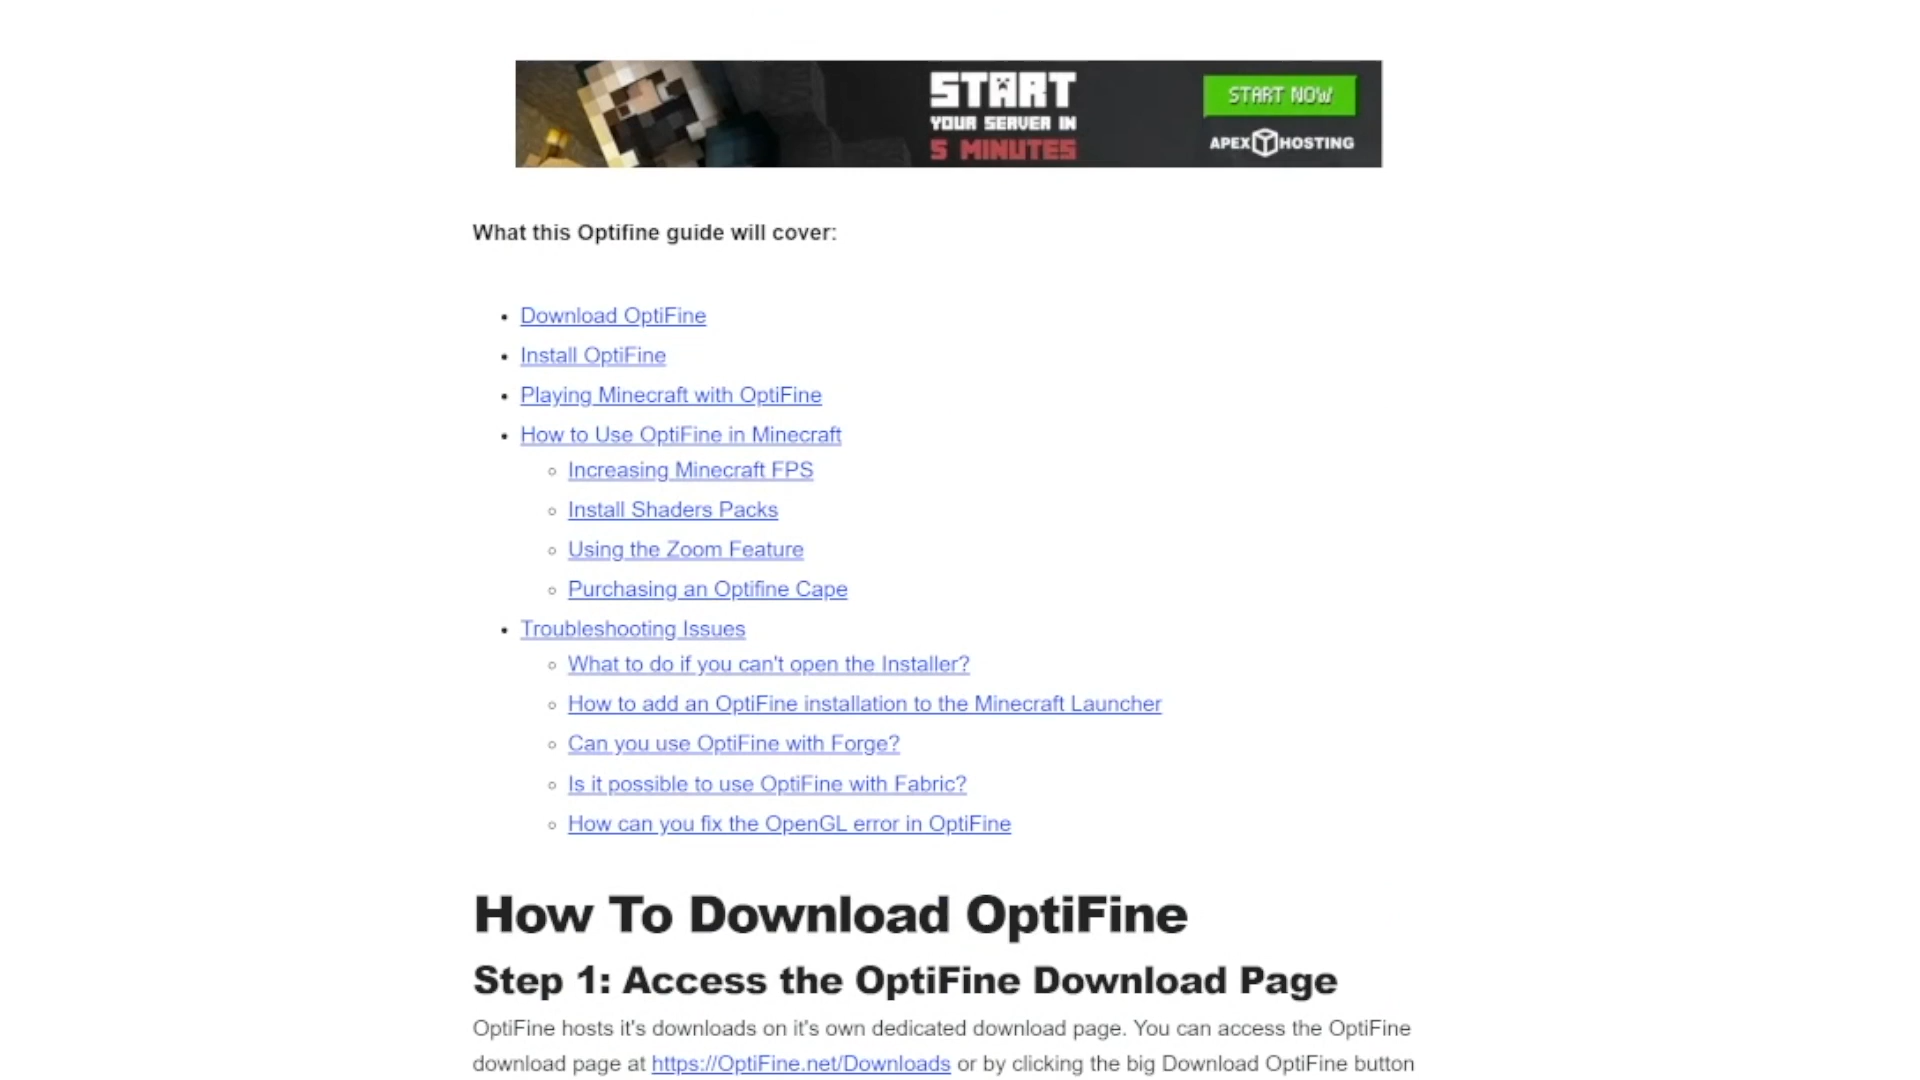 START
YOUR SERVER IN
5 MINUTES
START NOW
APEX HOSTING
What this Optifine guide will cover:
Download OptiFine
Install OptiFine
Playing Minecraft with OptiFine
How to Use OptiFine in Minecraft
Increasing Minecraft FPS
Install Shaders Packs
Using the Zoom Feature
Purchasing an Optifine Cape
Troubleshooting Issues
What to do if you can't open the Installer?
How to add an OptiFine installation to the Minecraft Launcher
Can you use OptiFine with Forge?
Is it possible to use OptiFine with Fabric?
How can you fix the OpenGL error in OptiFine
How To Download OptiFine
Step 1: Access the OptiFine Download Page
OptiFine hosts it's downloads on it's own dedicated download page. You can access the OptiFine
download page at https://OptiFine.net/Downloads or by clicking the big Download OptiFine button